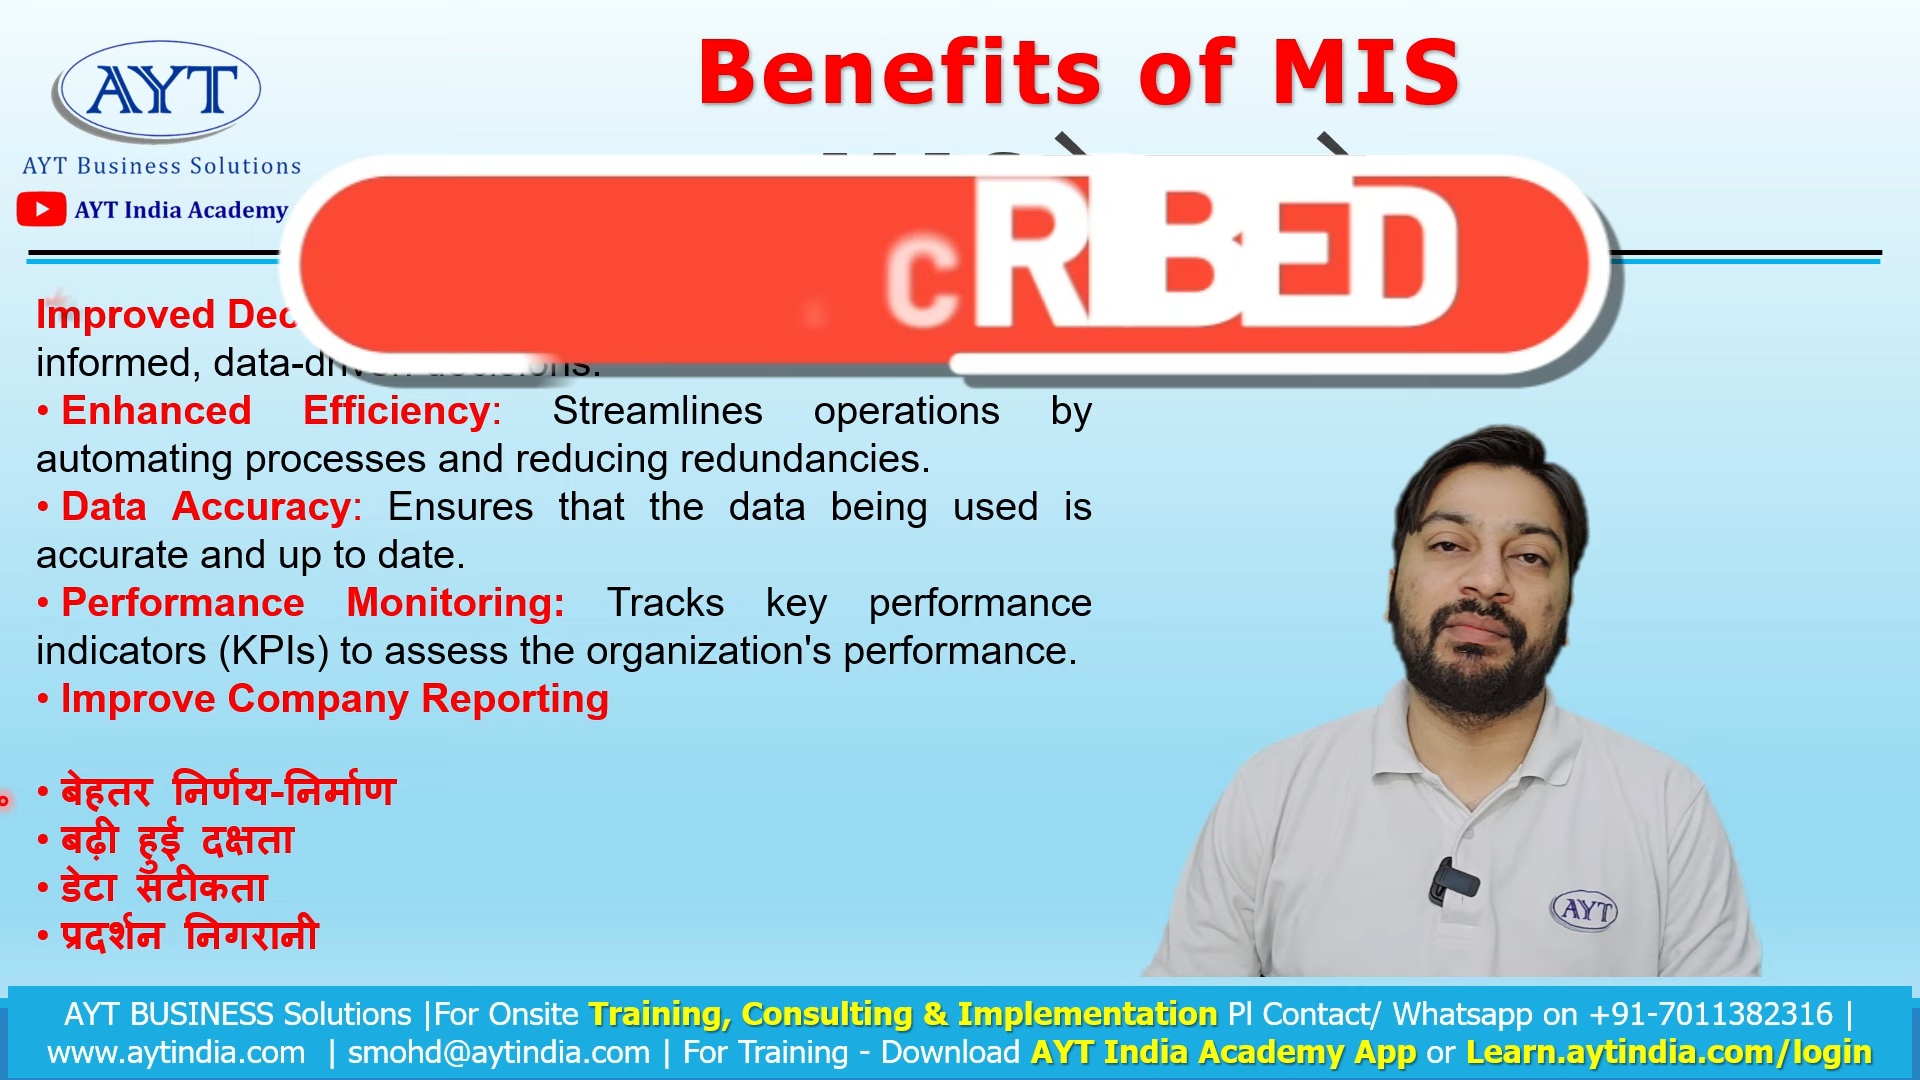 AYT
Benefits of MIS
AYT Business Solutions
AYT India Academy
CRIBED
Improved Dec
informed, data-driven decisions.
• Enhanced Efficiency: Streamlines operations by
automating processes and reducing redundancies.
• Data Accuracy: Ensures that the data being used is
accurate and up to date.
• Performance Monitoring: Tracks key performance
indicators (KPIs) to assess the organization's performance.
• Improve Company Reporting
• बेहतर निर्णय-निर्माण
• बढ़ी हुई दक्षता
• डेटा सटीकता
• प्रदर्शन निगरानी
AYT
AYT BUSINESS Solutions |For Onsite Training, Consulting & Implementation Pl Contact/ Whatsapp on +91-7011382316 |
www.aytindia.com | smohd@aytindia.com | For Training - Download AYT India Academy App or Learn.aytindia.com/login